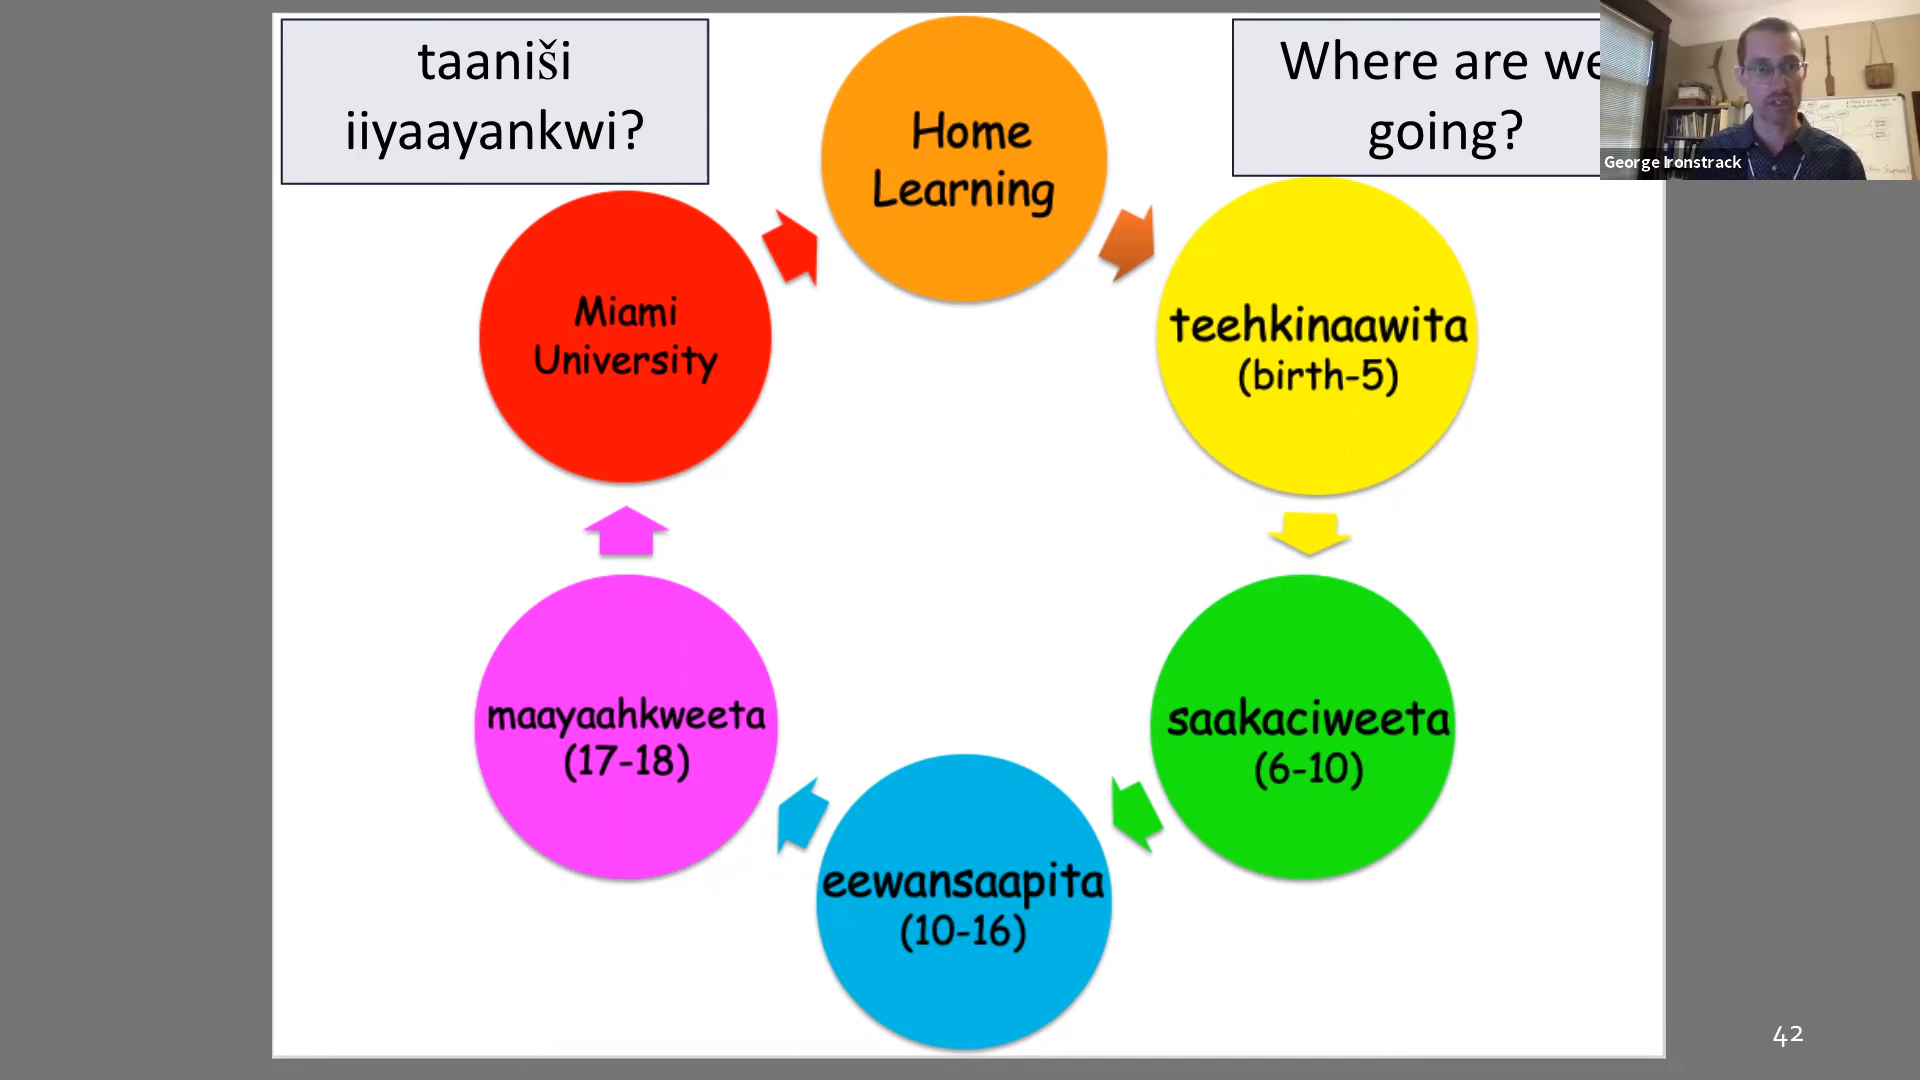 taaniši
iiyaayankwi?
Home
Learning
Where are we
going?
George Ironstrack
Miami
University
teehkinaawita
(birth-5)
maayaahkweeta
(17-18)
saakaciweeta
(6-10)
eewansaapita
(10-16)
42